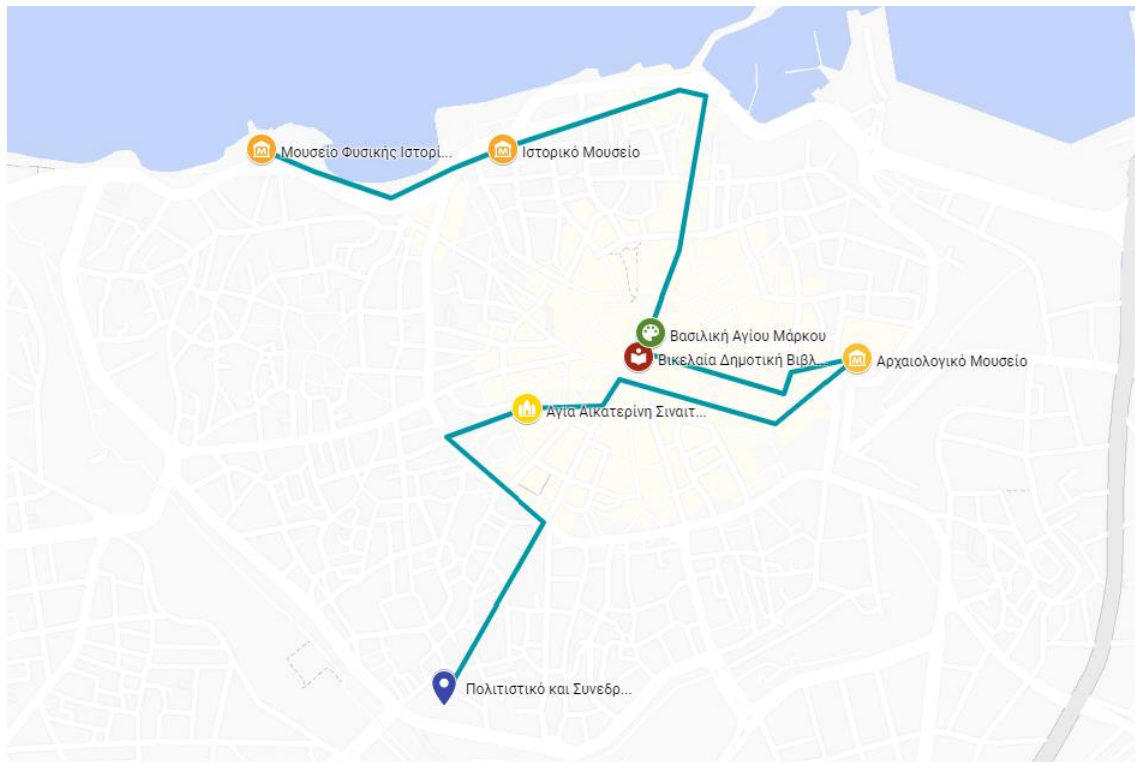 Μουσείο Φυσικής Ιστορί...
Ιστορικό Μουσείο
Βασιλική Αγίου Μάρκου
Βικελαία Δημοτική Βιβλ...
Αρχαιολογικό Μουσείο
Αγία Αικατερίνη Σιναιτ...
Πολιτιστικό και Συνεδρ...